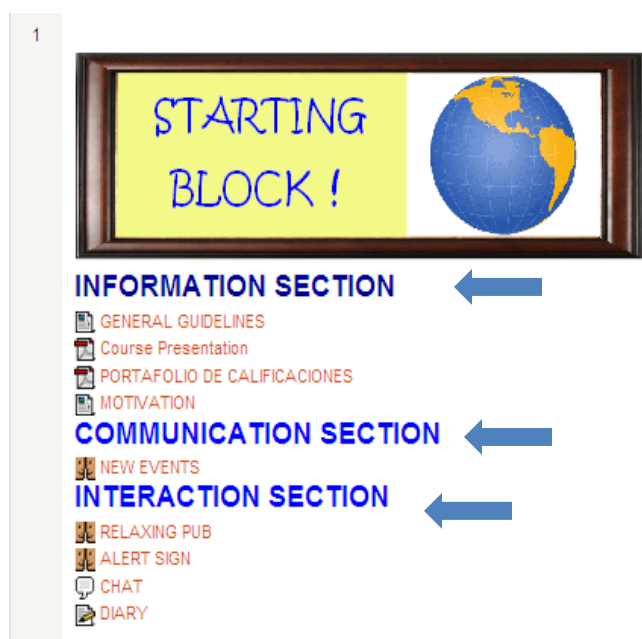 1
STARTING
BLOCK !
INFORMATION SECTION
GENERAL GUIDELINES
Course Presentation
PORTAFOLIO DE CALIFICACIONES
MOTIVATION
COMMUNICATION SECTION
NEW EVENTS
INTERACTION SECTION
RELAXING PUB
ALERT SIGN
CHAT
DIARY